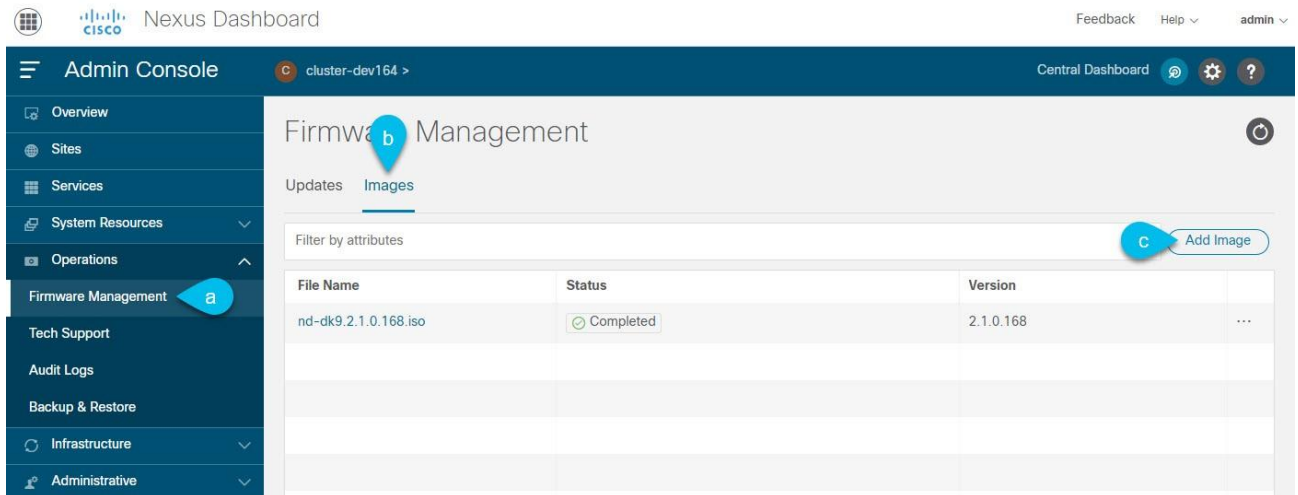 CISCO Nexus Dashboard Feedback Help admin
Admin Console C cluster-dev164 > Central Dashboard ?
Overview
Sites
Services
System Resources
Operations
Firmware Management a
Tech Support
Audit Logs
Backup & Restore
Infrastructure
Administrative
Firmwa b Management
Updates Images
Filter by attributes c Add Image
File Name Status Version
nd-dk9.2.1.0.168.iso Completed 2.1.0.168 ...